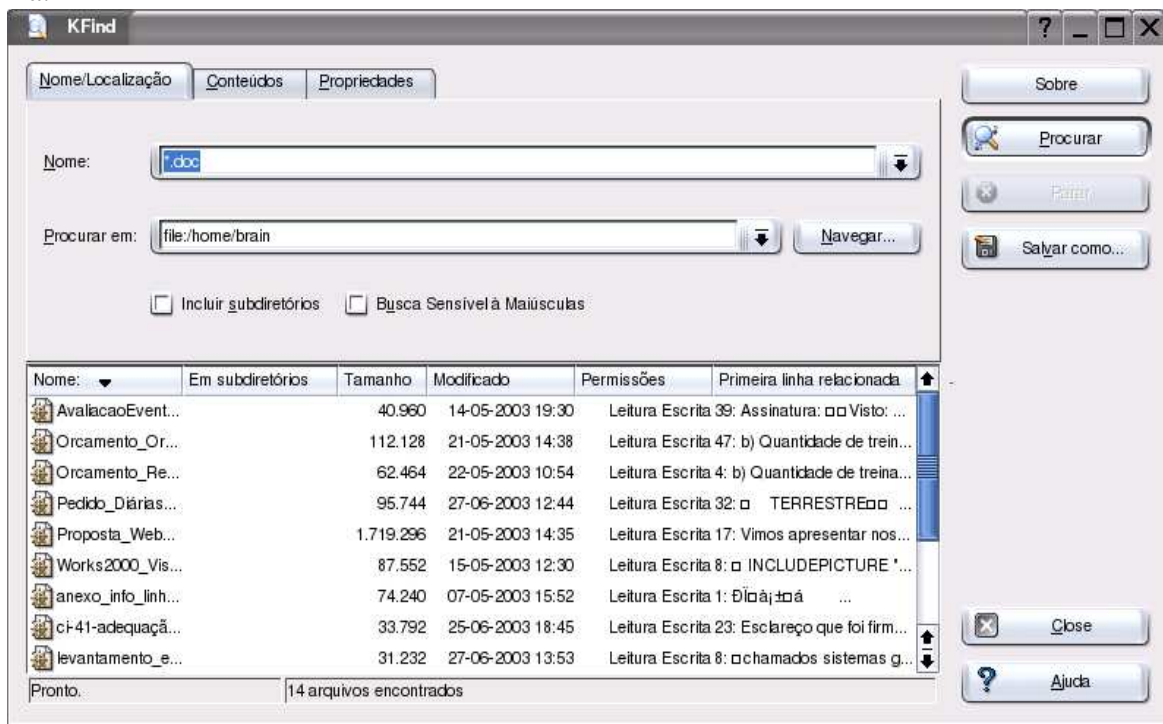 KFind
Nome/Localização Conteúdos Propriedades
Sobre
Nome: *.doc
Procurar
Parar
Procurar em: file:/home/brain Navegar...
Salvar como...
Incluir subdiretórios Busca Sensível à Maiúsculas
Nome: Em subdiretórios Tamanho Modificado Permissões Primeira linha relacionada
AvaliacaoEvent... 40.960 14-05-2003 19:30 Leitura Escrita 39: Assinatura: □□ Visto: ...
Orcamento_Or... 112.128 21-05-2003 14:38 Leitura Escrita 47: b) Quantidade de trein...
Orcamento_Re... 62.464 22-05-2003 10:54 Leitura Escrita 4: b) Quantidade de treina...
Pedido_Diárias... 95.744 27-06-2003 12:44 Leitura Escrita 32: □ TERRESTRE□□ ...
Proposta_Web... 1.719.296 21-05-2003 14:35 Leitura Escrita 17: Vimos apresentar nos...
Works2000_Vis... 87.552 15-05-2003 12:30 Leitura Escrita 8: □ INCLUDEPICTURE "...
anexo_info_linh... 74.240 07-05-2003 15:52 Leitura Escrita 1: ÐÏ□à¡±□á ...
ci-41-adequaçã... 33.792 25-06-2003 18:45 Leitura Escrita 23: Esclareço que foi firm...
levantamento_e... 31.232 27-06-2003 13:53 Leitura Escrita 8: □chamados sistemas g...
Close
Pronto. 14 arquivos encontrados
Ajuda